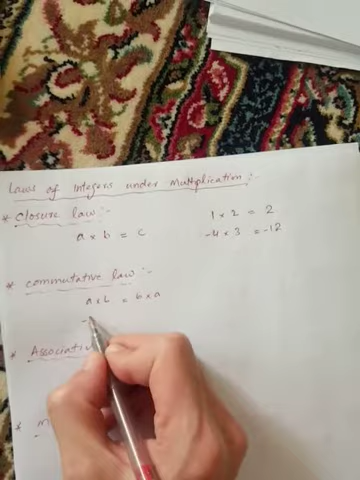 Laws of Integers under Multiplication :-
* Closure law :-
a × b = c
1 × 2 = 2
-4 × 3 = -12
* Commutative law :-
a × b = b × a
-
* Associativ
* M